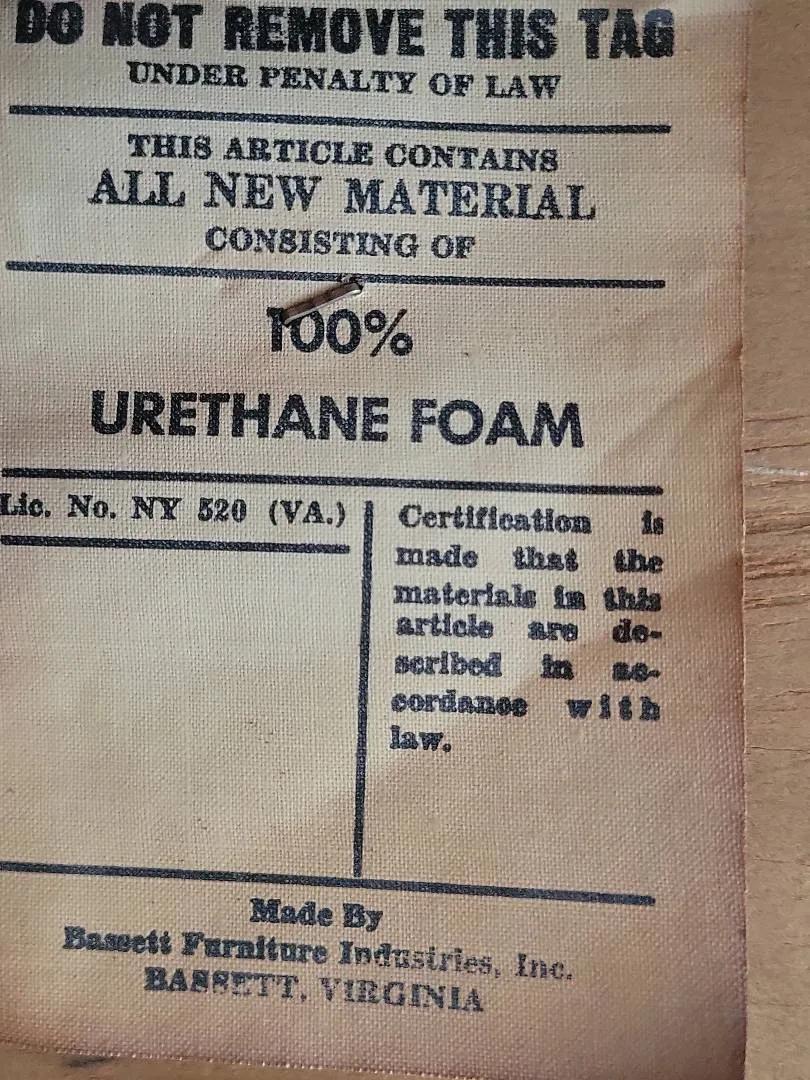 DO NOT REMOVE THIS TAG
UNDER PENALTY OF LAW
THIS ARTICLE CONTAINS
ALL NEW MATERIAL
CONSISTING OF
100%
URETHANE FOAM
Lic. No. NY 520 (VA.)
Certification is
made that the
materials in this
article are de-
scribed in ac-
cordance with
law.
Made By
Bassett Furniture Industries, Inc.
BASSETT, VIRGINIA